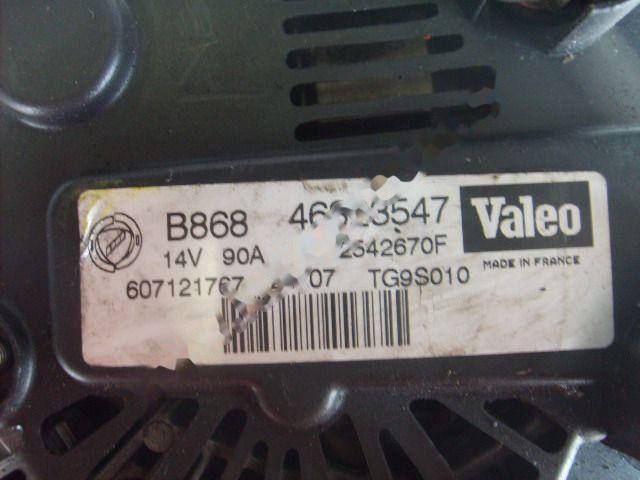 B868
Valeo
14V 90A 2542670F
MADE IN FRANCE
607121767 07 TG9S010